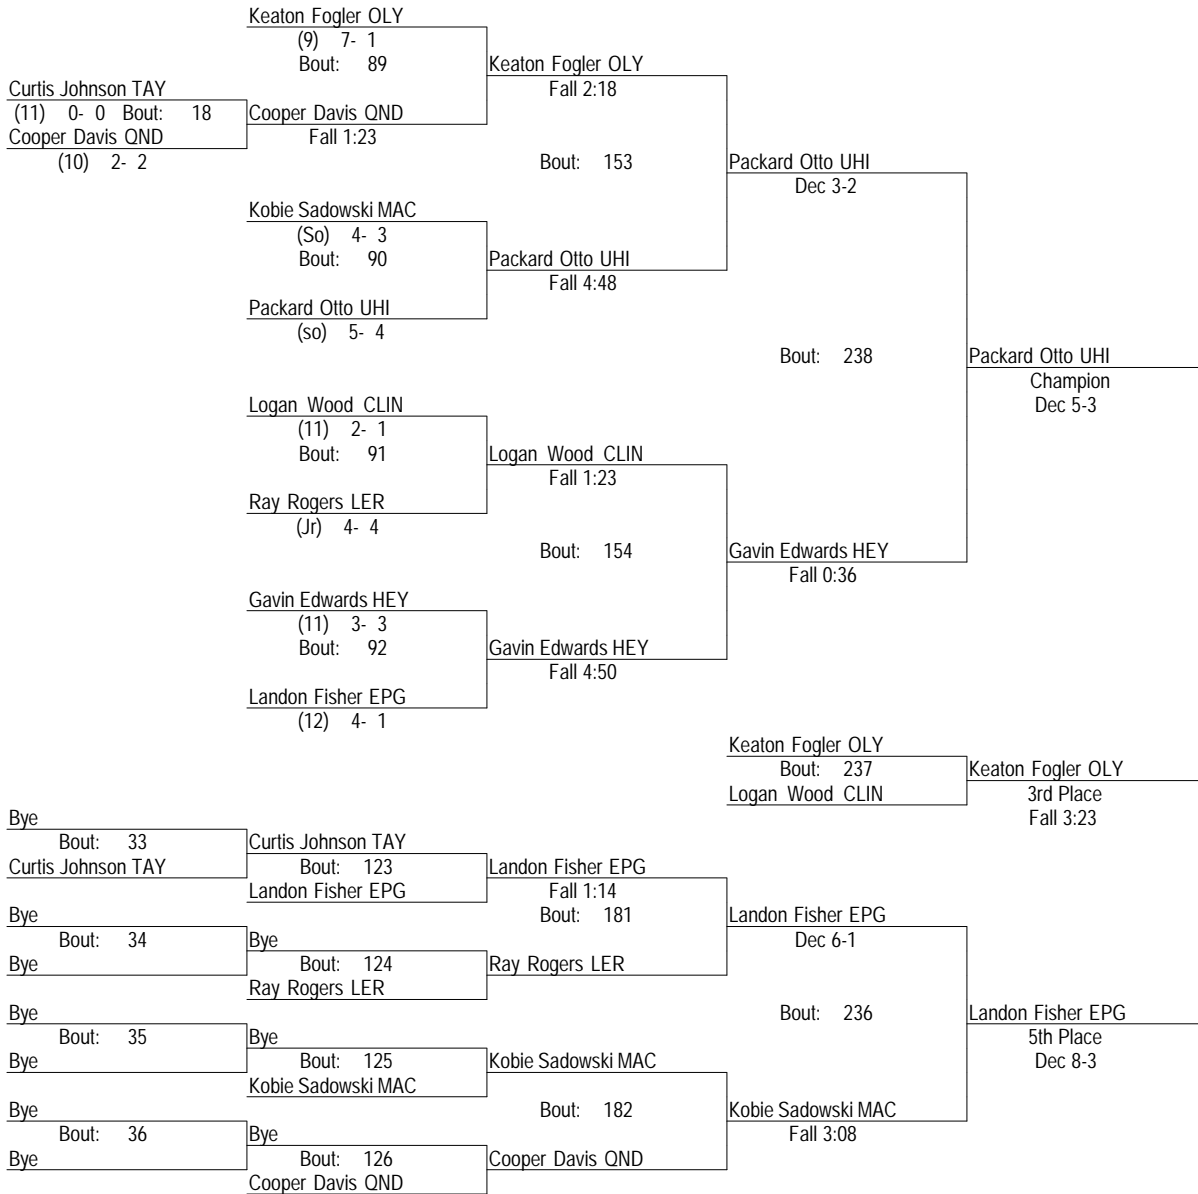 Keaton Fogler OLY
(9) 7- 1
Bout: 89
Keaton Fogler OLY
Fall 2:18
Curtis Johnson TAY
(11) 0- 0 Bout: 18
Cooper Davis QND
(10) 2- 2
Cooper Davis QND
Fall 1:23
Bout: 153
Packard Otto UHI
Dec 3-2
Kobie Sadowski MAC
(So) 4- 3
Bout: 90
Packard Otto UHI
Fall 4:48
Packard Otto UHI
(so) 5- 4
Bout: 238
Packard Otto UHI
Champion
Dec 5-3
Logan Wood CLIN
(11) 2- 1
Bout: 91
Logan Wood CLIN
Fall 1:23
Ray Rogers LER
(Jr) 4- 4
Bout: 154
Gavin Edwards HEY
Fall 0:36
Gavin Edwards HEY
(11) 3- 3
Bout: 92
Gavin Edwards HEY
Fall 4:50
Landon Fisher EPG
(12) 4- 1
Keaton Fogler OLY
Bout: 237
Logan Wood CLIN
Keaton Fogler OLY
3rd Place
Fall 3:23
Bye
Bout: 33
Curtis Johnson TAY
Curtis Johnson TAY
Bout: 123
Landon Fisher EPG
Landon Fisher EPG
Fall 1:14
Bout: 181
Bye
Bout: 34
Bye
Bye
Bout: 124
Ray Rogers LER
Ray Rogers LER
Landon Fisher EPG
Dec 6-1
Bye
Bout: 35
Bye
Bye
Bout: 125
Kobie Sadowski MAC
Kobie Sadowski MAC
Bout: 236
Landon Fisher EPG
5th Place
Dec 8-3
Bout: 182
Bye
Bout: 36
Bye
Bye
Bout: 126
Cooper Davis QND
Cooper Davis QND
Kobie Sadowski MAC
Fall 3:08